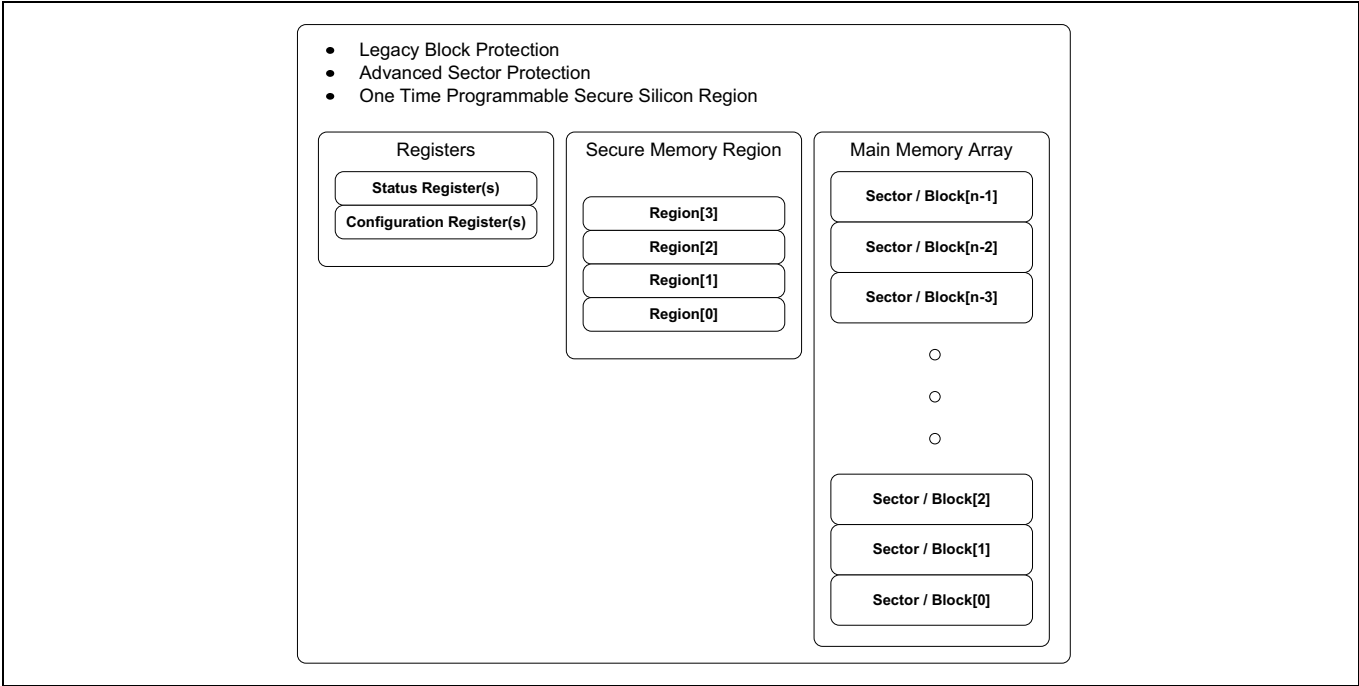 • Legacy Block Protection
• Advanced Sector Protection
• One Time Programmable Secure Silicon Region
Registers
Status Register(s)
Configuration Register(s)
Secure Memory Region
Region[3]
Region[2]
Region[1]
Region[0]
Main Memory Array
Sector / Block[n-1]
Sector / Block[n-2]
Sector / Block[n-3]
Sector / Block[2]
Sector / Block[1]
Sector / Block[0]